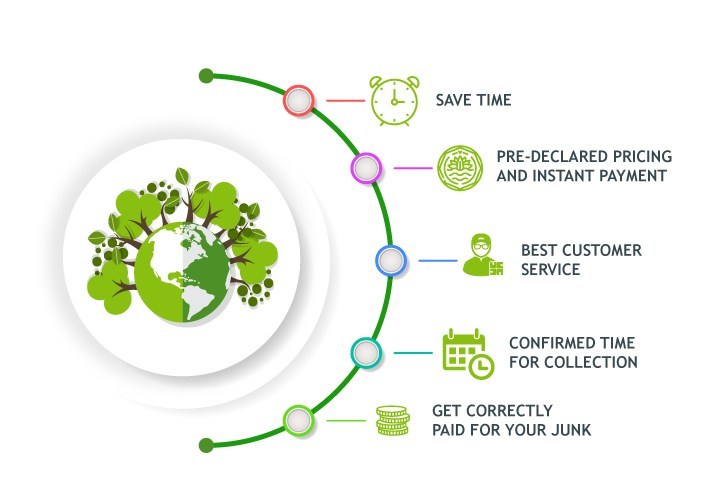 SAVE TIME
PRE-DECLARED PRICING
AND INSTANT PAYMENT
BEST CUSTOMER
SERVICE
CONFIRMED TIME
FOR COLLECTION
GET CORRECTLY
PAID FOR YOUR JUNK